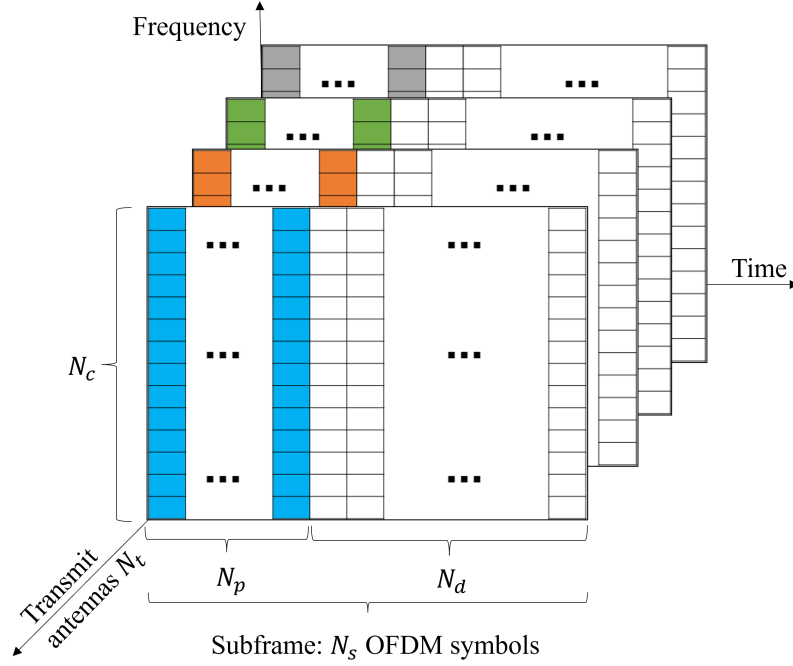 Frequency
Time
N_c
Transmit
antennas N_t
N_p
N_d
Subframe: N_s OFDM symbols